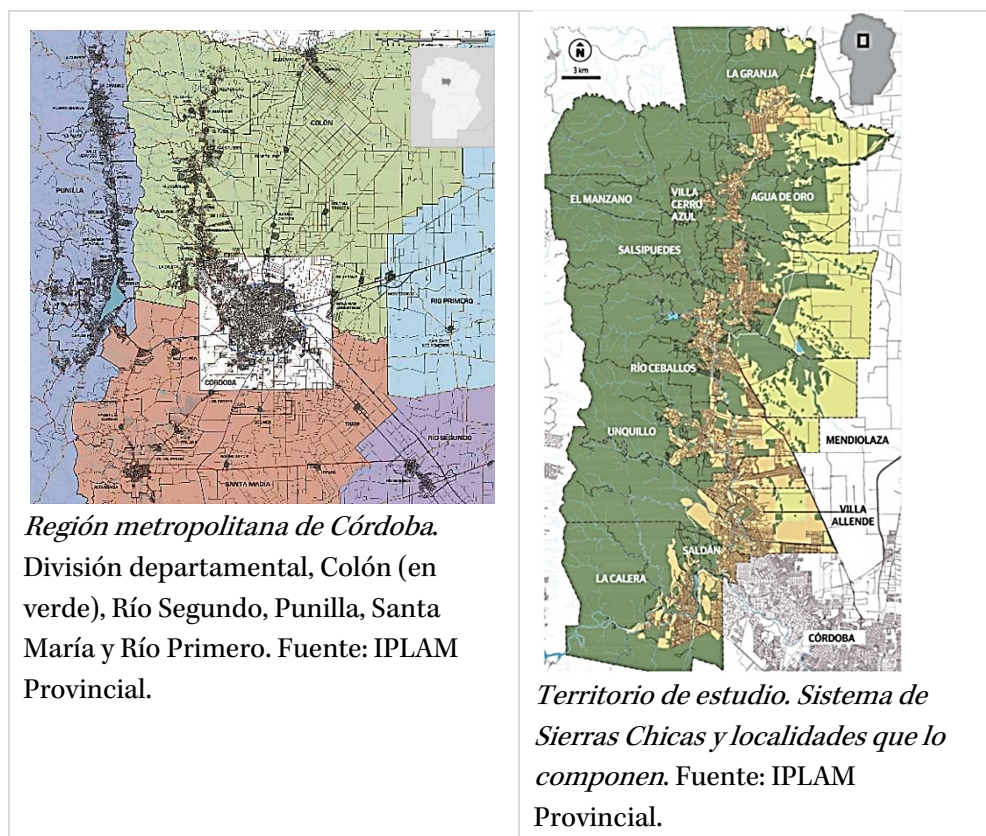 COLÓN
PUNILLA
RIO PRIMERO
CÓRDOBA
RIO SEGUNDO
SANTA MARÍA
Región metropolitana de Córdoba.
División departamental, Colón (en
verde), Río Segundo, Punilla, Santa
María y Río Primero. Fuente: IPLAM
Provincial.
N
3 km
LA GRANJA
EL MANZANO
VILLA
CERRO
AZUL
AGUA DE ORO
SALSIPUEDES
RÍO CEBALLOS
UNQUILLO
MENDIOLAZA
VILLA
ALLENDE
SALDÁN
LA CALERA
CÓRDOBA
Territorio de estudio. Sistema de
Sierras Chicas y localidades que lo
componen. Fuente: IPLAM
Provincial.